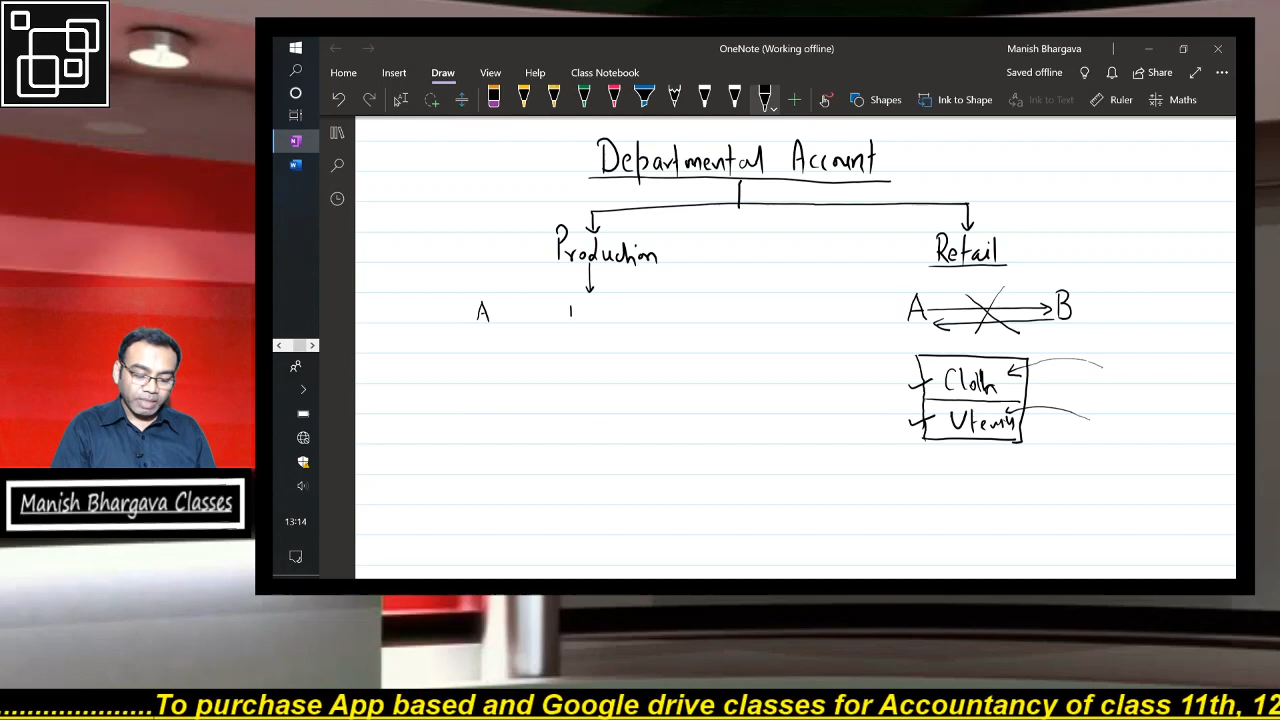 OneNote (Working offline)
Manish Bhargava
Home Insert Draw View Help Class Notebook
Saved offline
Share
Shapes
Ink to Shape
Ink to Text
Ruler
Maths
Departmental Account
Production
Retail
A
A B
Cloth
13:14
Manish Bhargava Classes
....................To purchase App based and Google drive classes for Accountancy of class 11th, 12